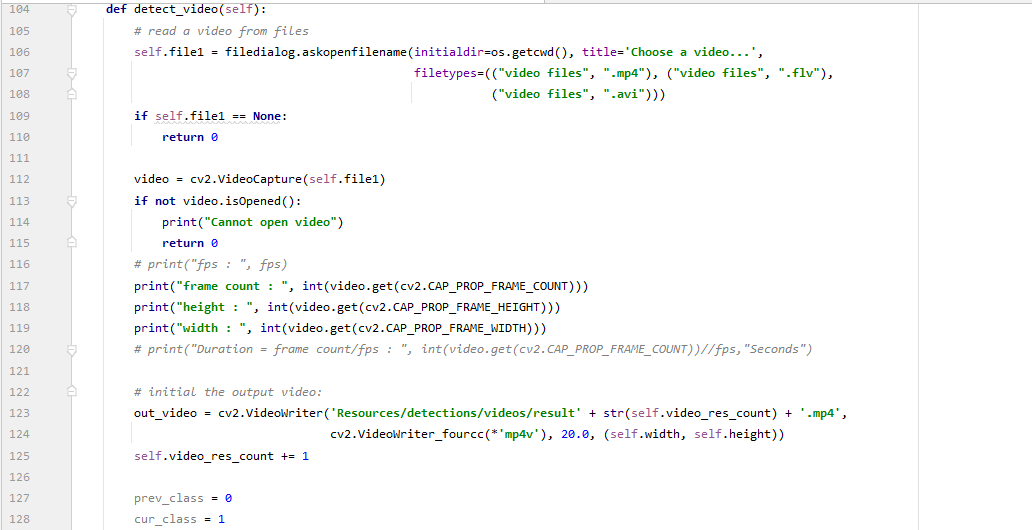 104 def detect_video(self):
105 # read a video from files
106 self.file1 = filedialog.askopenfilename(initialdir=os.getcwd(), title='Choose a video...',
107 filetypes=(("video files", ".mp4"), ("video files", ".flv"),
108 ("video files", ".avi")))
109 if self.file1 == None:
110 return 0
111
112 video = cv2.VideoCapture(self.file1)
113 if not video.isOpened():
114 print("Cannot open video")
115 return 0
116 # print("fps : ", fps)
117 print("frame count : ", int(video.get(cv2.CAP_PROP_FRAME_COUNT)))
118 print("height : ", int(video.get(cv2.CAP_PROP_FRAME_HEIGHT)))
119 print("width : ", int(video.get(cv2.CAP_PROP_FRAME_WIDTH)))
120 # print("Duration = frame count/fps : ", int(video.get(cv2.CAP_PROP_FRAME_COUNT))//fps,"Seconds")
121
122 # initial the output video:
123 out_video = cv2.VideoWriter('Resources/detections/videos/result' + str(self.video_res_count) + '.mp4',
124 cv2.VideoWriter_fourcc(*'mp4v'), 20.0, (self.width, self.height))
125 self.video_res_count += 1
126
127 prev_class = 0
128 cur_class = 1